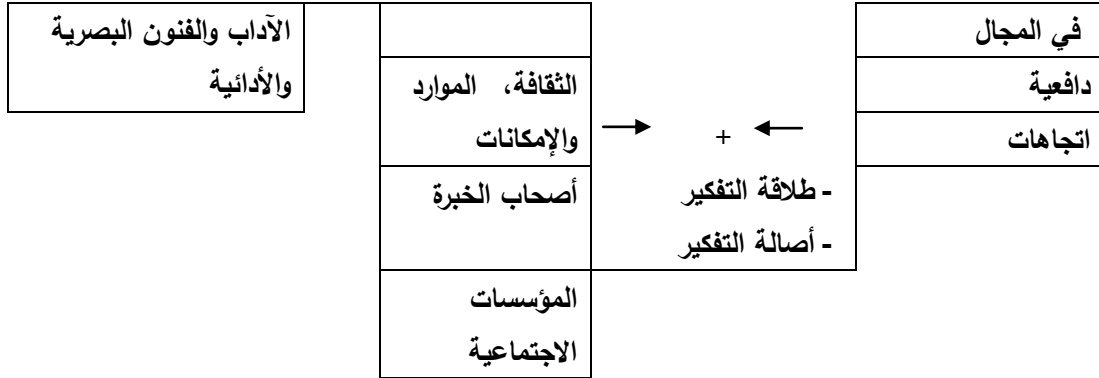 في المجال
دافعية
اتجاهات
+
- طلاقة التفكير
- أصالة التفكير
الثقافة، الموارد
والإمكانات
أصحاب الخبرة
المؤسسات
الاجتماعية
الآداب والفنون البصرية
والأدائية